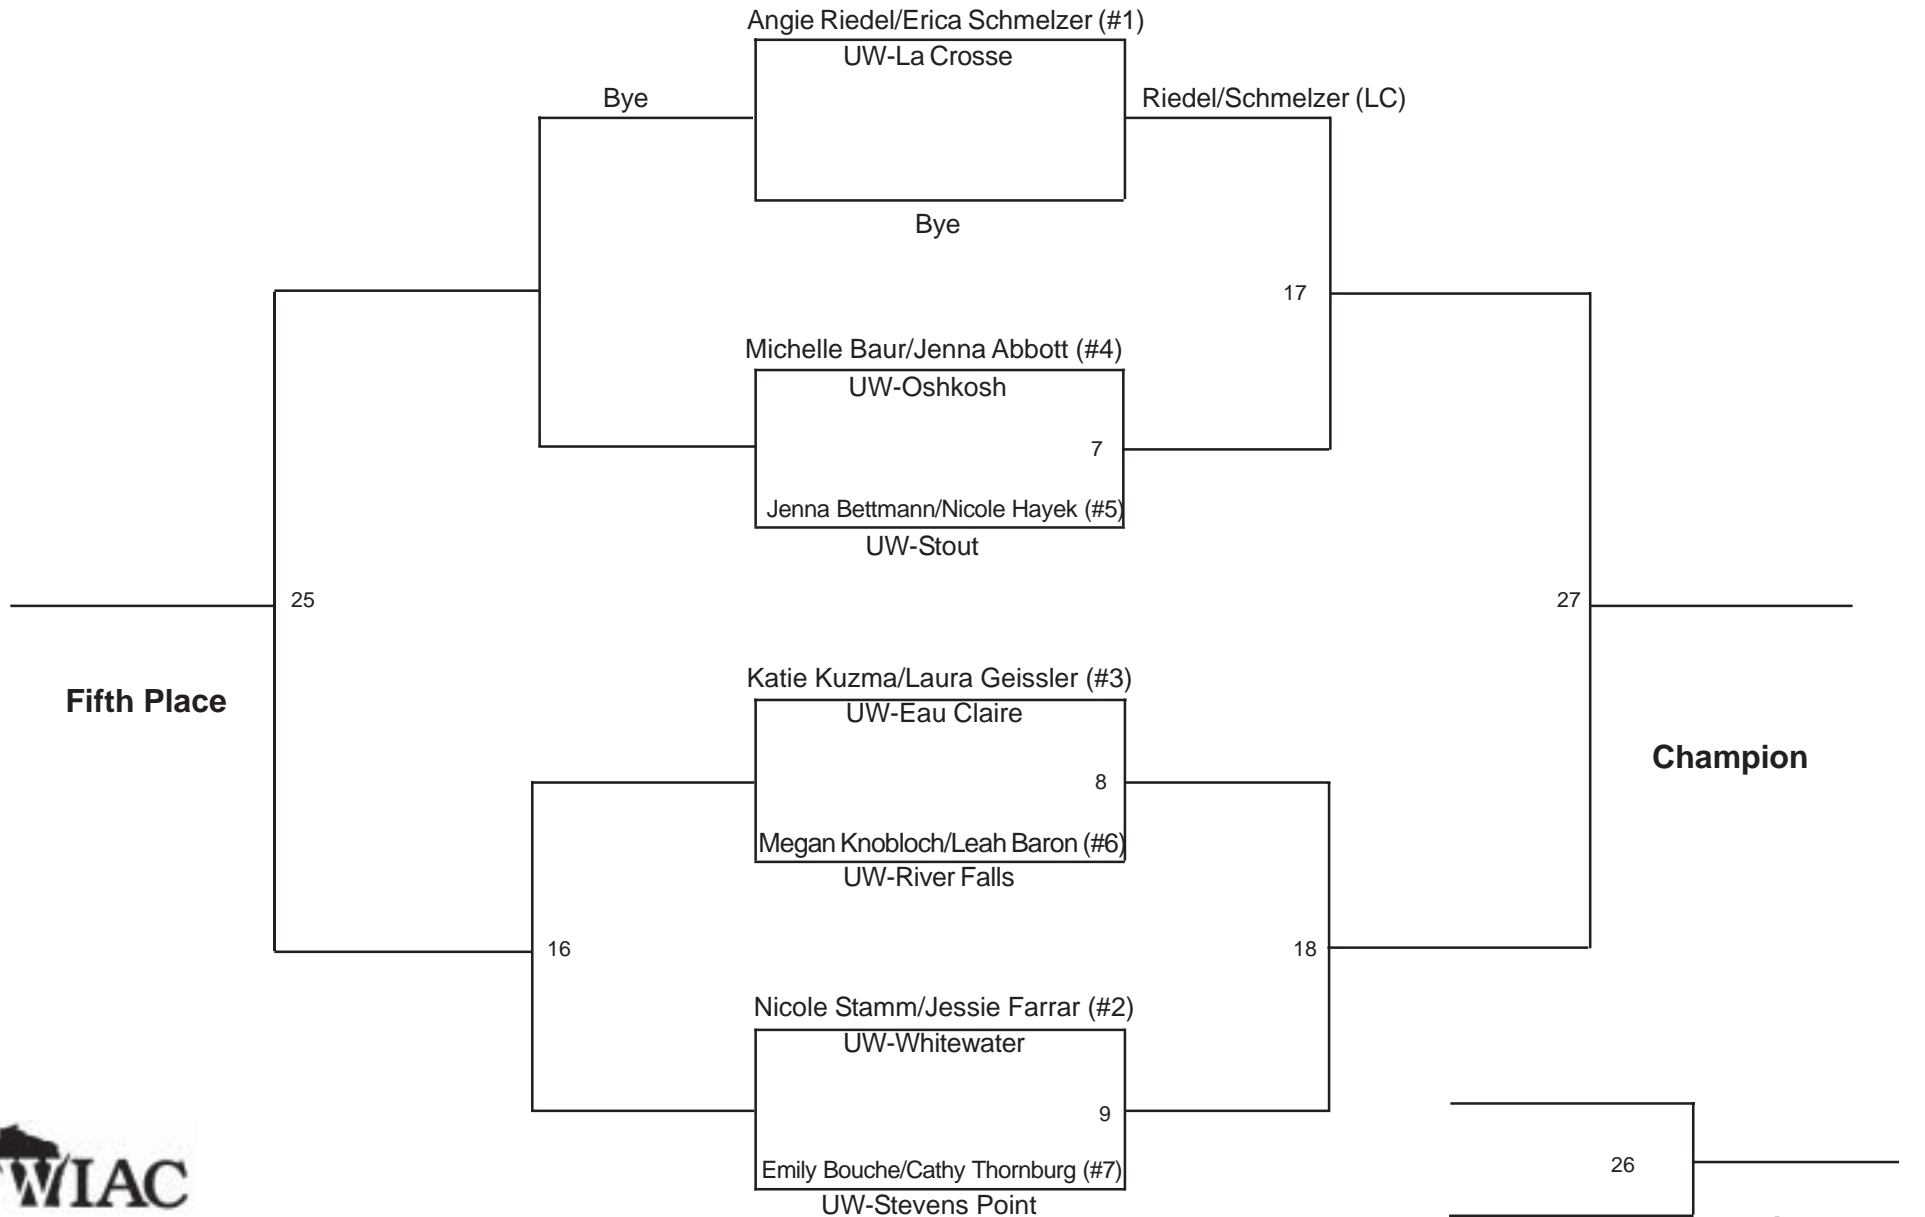 Angie Riedel/Erica Schmelzer (#1)
UW-La Crosse
Bye
Riedel/Schmelzer (LC)
Bye
17
Michelle Baur/Jenna Abbott (#4)
UW-Oshkosh
7
Jenna Bettmann/Nicole Hayek (#5)
UW-Stout
25
27
Katie Kuzma/Laura Geissler (#3)
UW-Eau Claire
Fifth Place
Champion
8
Megan Knobloch/Leah Baron (#6)
UW-River Falls
16
18
Nicole Stamm/Jessie Farrar (#2)
UW-Whitewater
9
Emily Bouche/Cathy Thornburg (#7)
UW-Stevens Point
26
WIAC